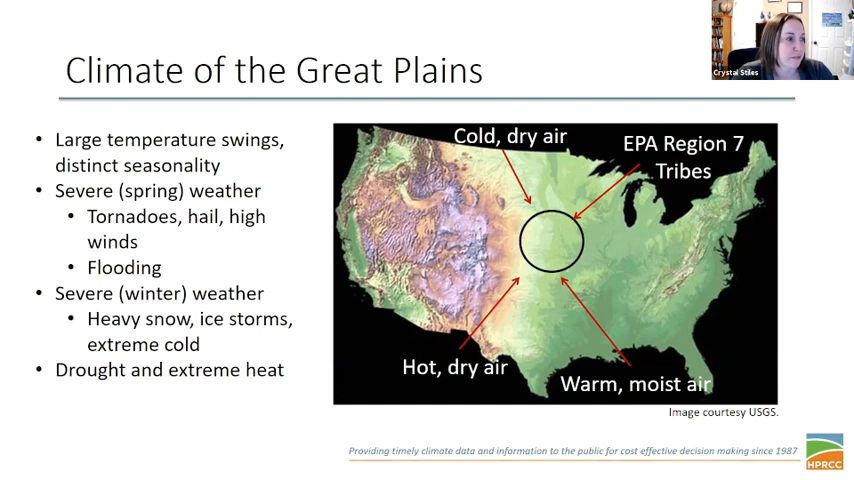 Crystal Stiles
Climate of the Great Plains
• Large temperature swings,
distinct seasonality
• Severe (spring) weather
• Tornadoes, hail, high
winds
• Flooding
• Severe (winter) weather
• Heavy snow, ice storms,
extreme cold
• Drought and extreme heat
Cold, dry air
EPA Region 7
Tribes
Hot, dry air
Warm, moist air
Image courtesy USGS.
Providing timely climate data and information to the public for cost effective decision making since 1987
HPRCC